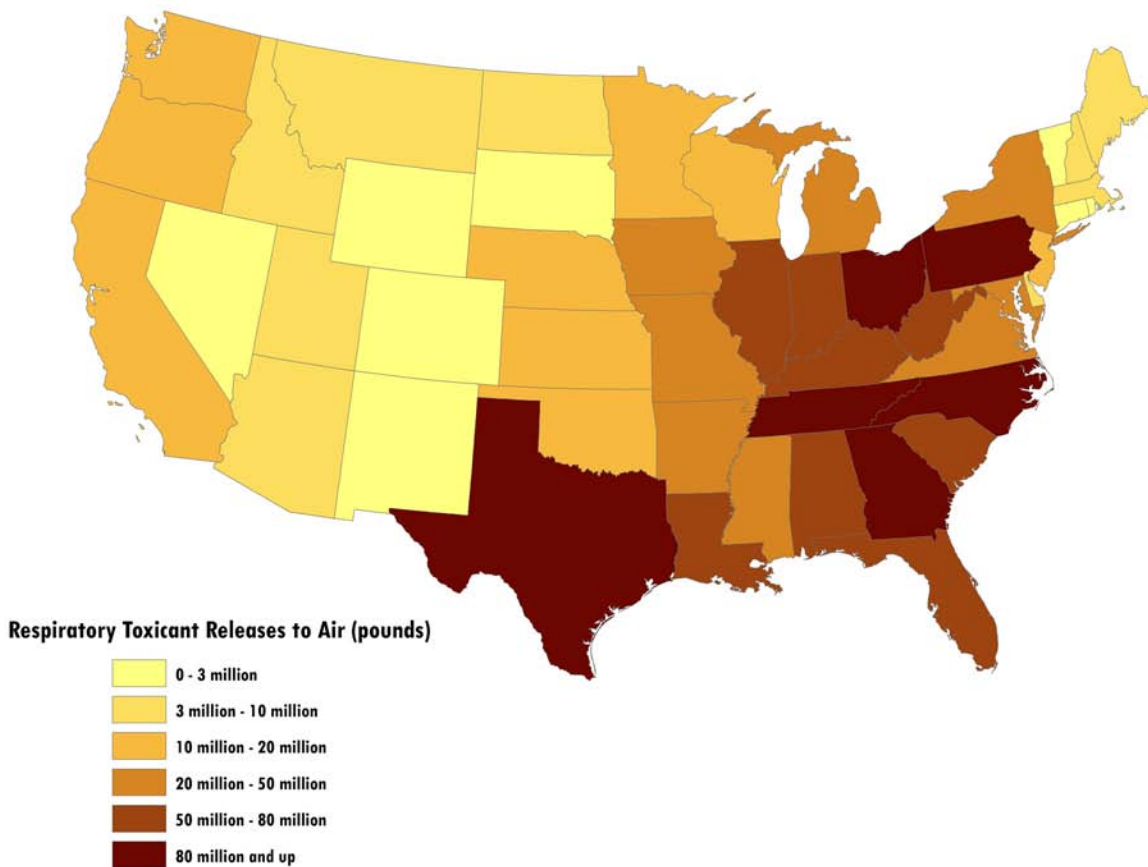 Respiratory Toxicant Releases to Air (pounds)
0 - 3 million
3 million - 10 million
10 million - 20 million
20 million - 50 million
50 million - 80 million
80 million and up